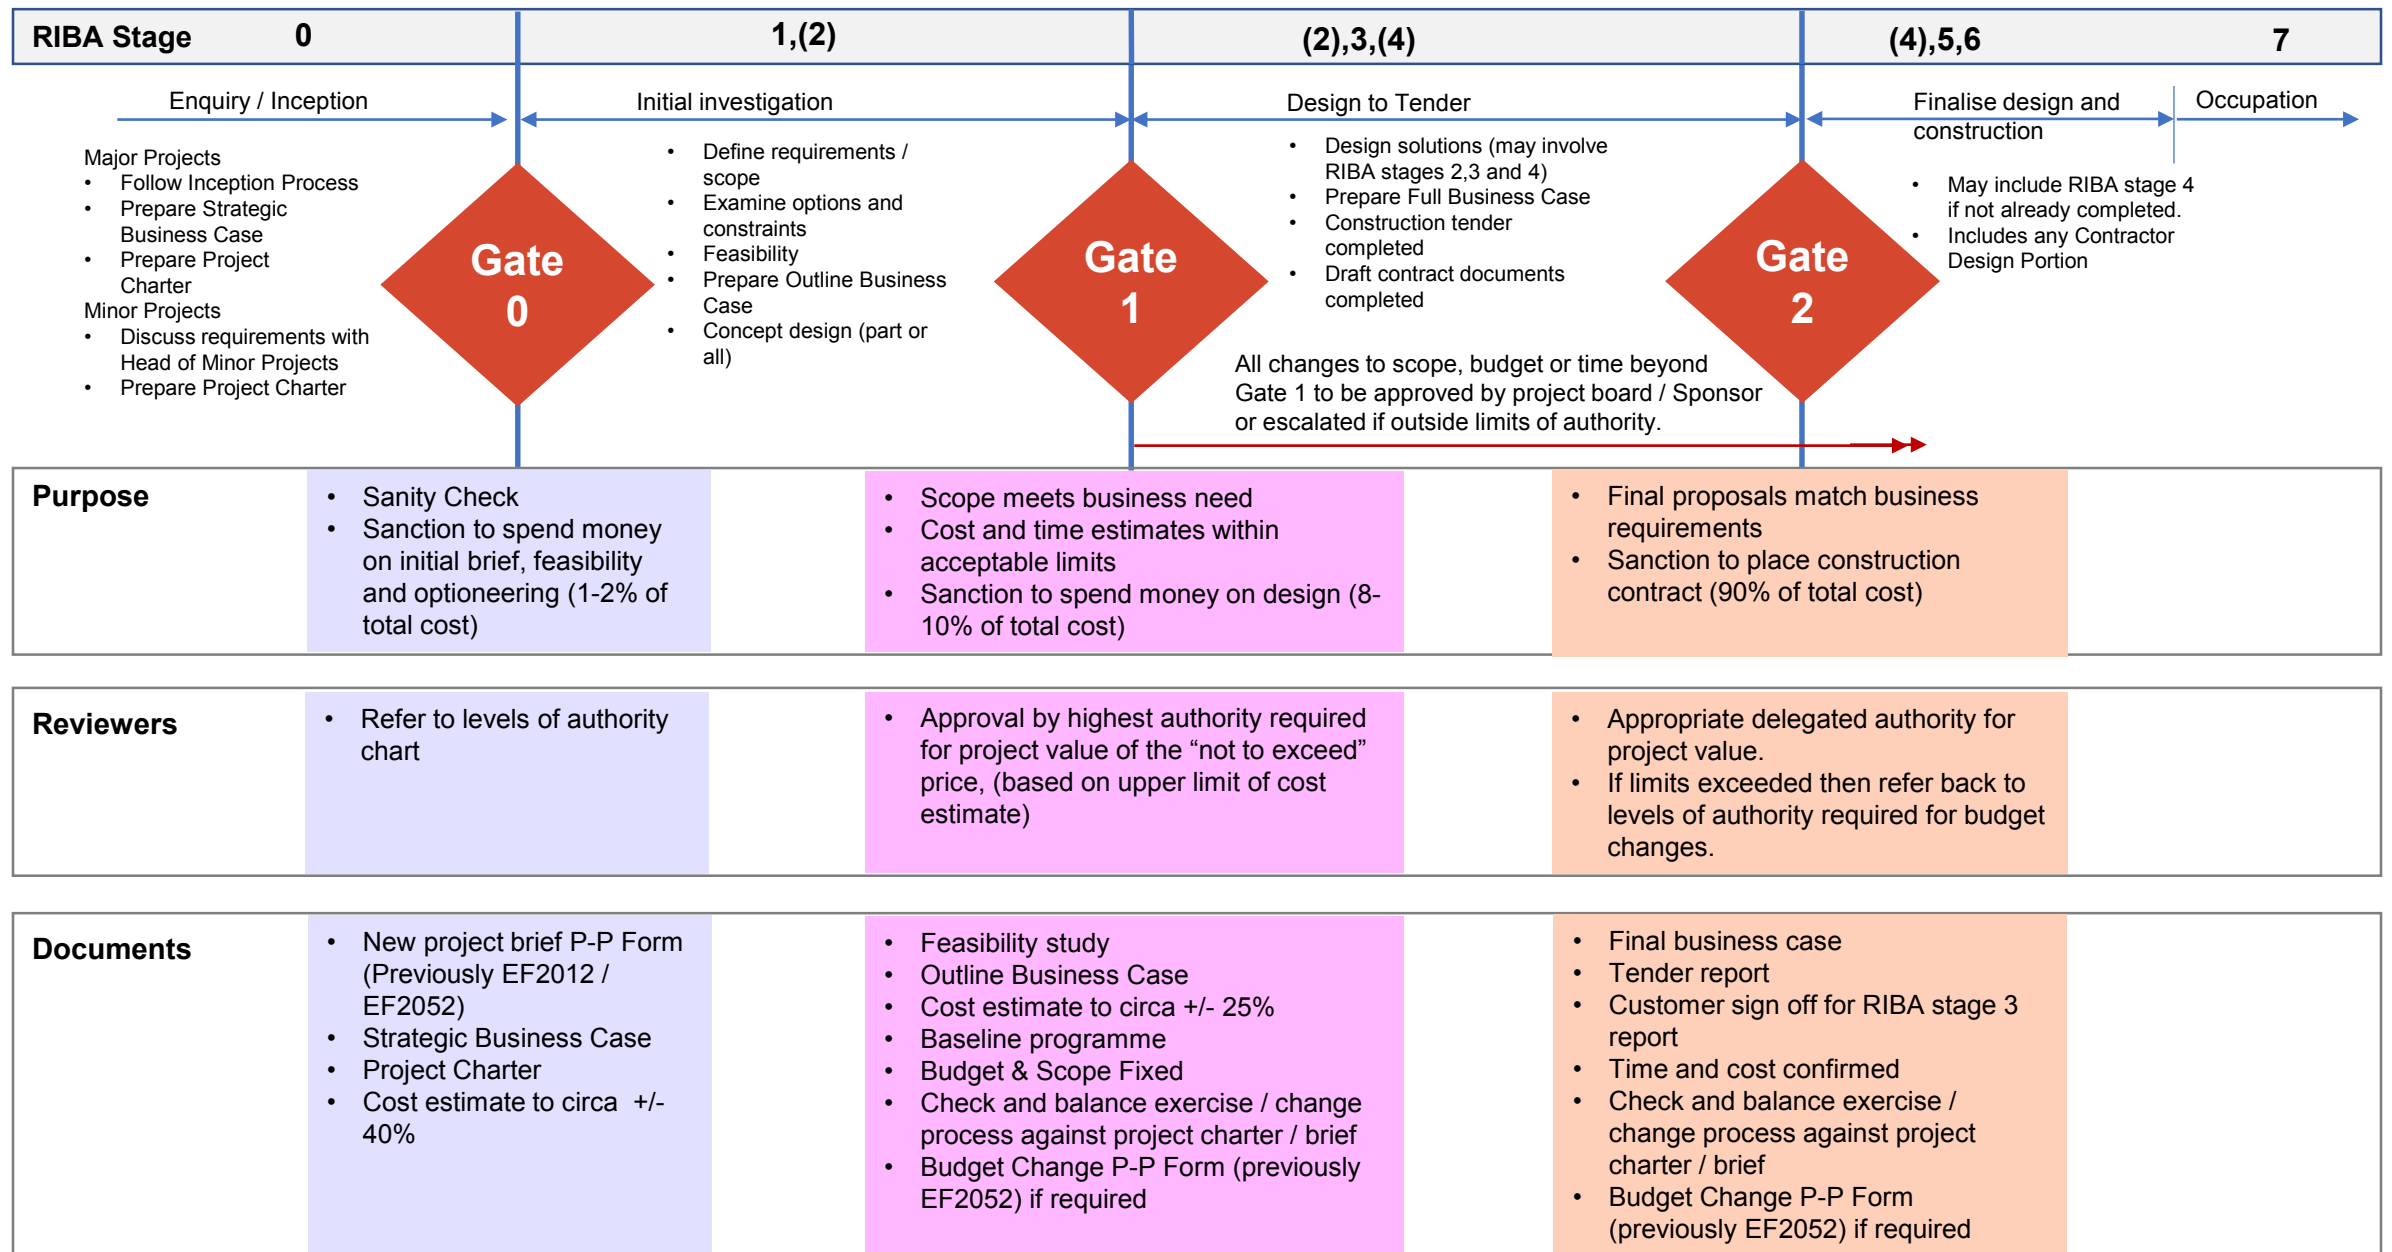 RIBA Stage 0 1,(2) (2),3,(4) (4),5,6 7
Enquiry / Inception
Major Projects
• Follow Inception Process
• Prepare Strategic
Business Case
• Prepare Project
Charter
Minor Projects
• Discuss requirements with
Head of Minor Projects
• Prepare Project Charter
Gate
0
Initial investigation
• Define requirements /
scope
• Examine options and
constraints
• Feasibility
• Prepare Outline Business
Case
• Concept design (part or
all)
Gate
1
Design to Tender
• Design solutions (may involve
RIBA stages 2,3 and 4)
• Prepare Full Business Case
• Construction tender
completed
• Draft contract documents
completed
All changes to scope, budget or time beyond
Gate 1 to be approved by project board / Sponsor
or escalated if outside limits of authority.
Gate
2
Finalise design and
construction
• May include RIBA stage 4
if not already completed.
• Includes any Contractor
Design Portion
Occupation
Purpose
• Sanity Check
• Sanction to spend money
on initial brief, feasibility
and optioneering (1-2% of
total cost)
• Scope meets business need
• Cost and time estimates within
acceptable limits
• Sanction to spend money on design (8-
10% of total cost)
• Final proposals match business
requirements
• Sanction to place construction
contract (90% of total cost)
Reviewers
• Refer to levels of authority
chart
• Approval by highest authority required
for project value of the “not to exceed”
price, (based on upper limit of cost
estimate)
• Appropriate delegated authority for
project value.
• If limits exceeded then refer back to
levels of authority required for budget
changes.
Documents
• New project brief P-P Form
(Previously EF2012 /
EF2052)
• Strategic Business Case
• Project Charter
• Cost estimate to circa +/-
40%
• Feasibility study
• Outline Business Case
• Cost estimate to circa +/- 25%
• Baseline programme
• Budget & Scope Fixed
• Check and balance exercise / change
process against project charter / brief
• Budget Change P-P Form (previously
EF2052) if required
• Final business case
• Tender report
• Customer sign off for RIBA stage 3
report
• Time and cost confirmed
• Check and balance exercise /
change process against project
charter / brief
• Budget Change P-P Form
(previously EF2052) if required